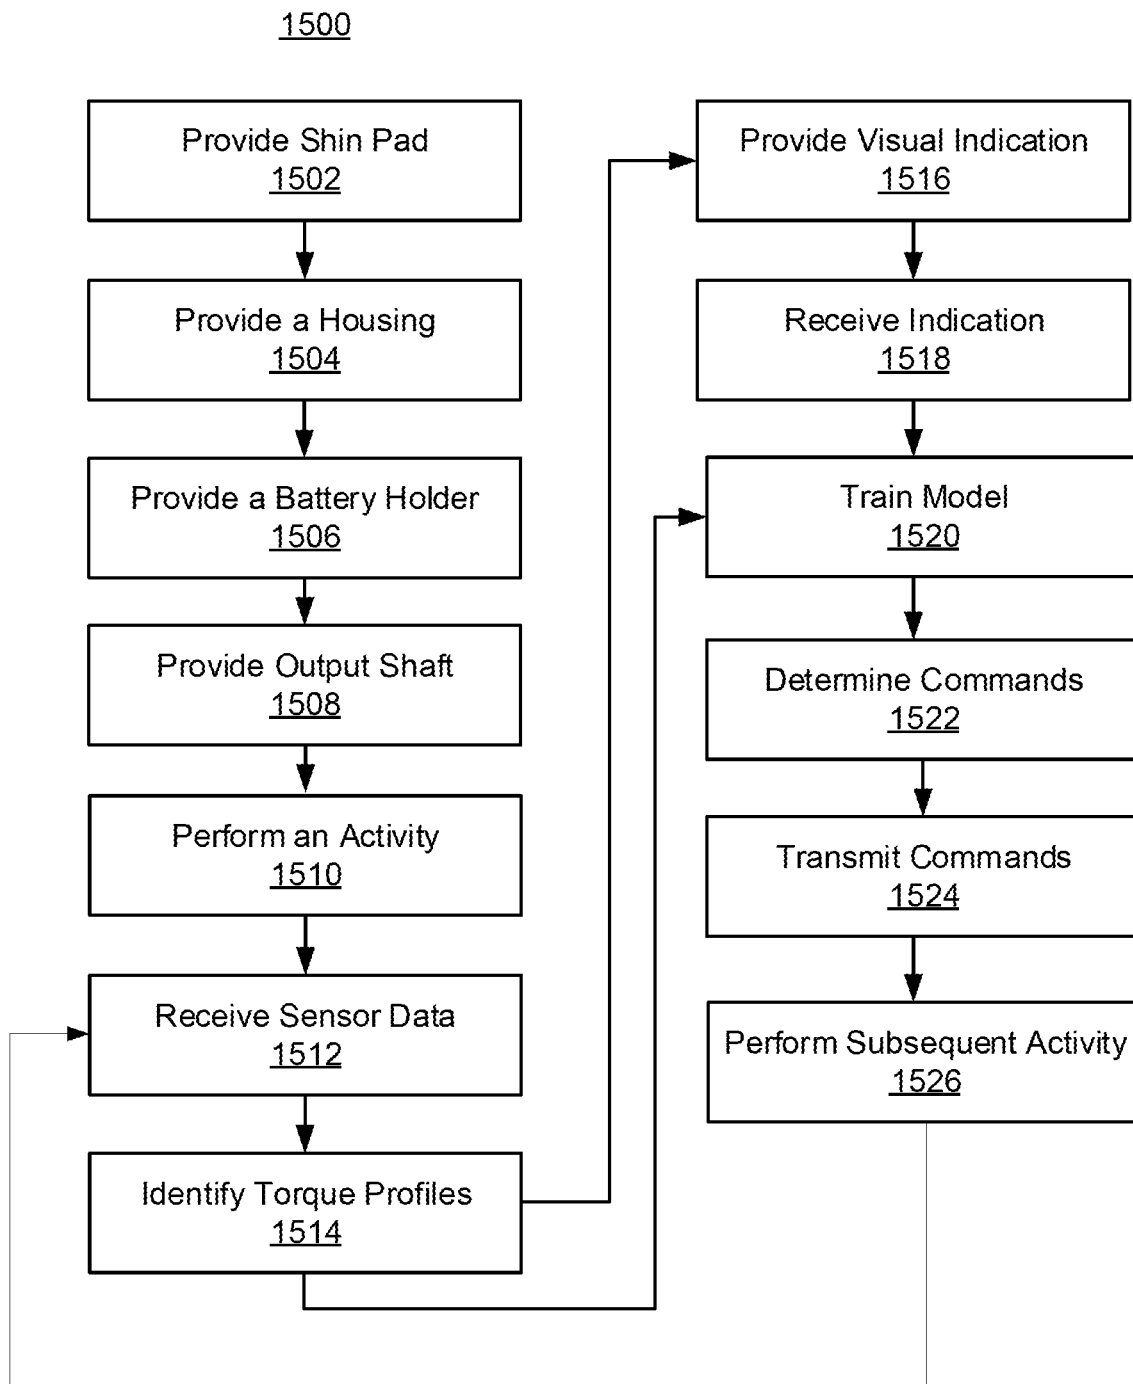 1500
Provide Shin Pad
1502
Provide a Housing
1504
Provide a Battery Holder
1506
Provide Output Shaft
1508
Perform an Activity
1510
Receive Sensor Data
1512
Identify Torque Profiles
1514
Provide Visual Indication
1516
Receive Indication
1518
Train Model
1520
Determine Commands
1522
Transmit Commands
1524
Perform Subsequent Activity
1526